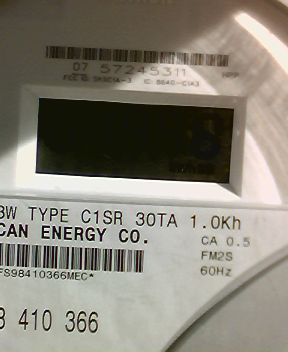 07 57245311
3W TYPE C1SR 30TA 1.0Kh
CAN ENERGY CO. CA 0.5
FM2S
FS98410366MEC*
60Hz
8 410 366